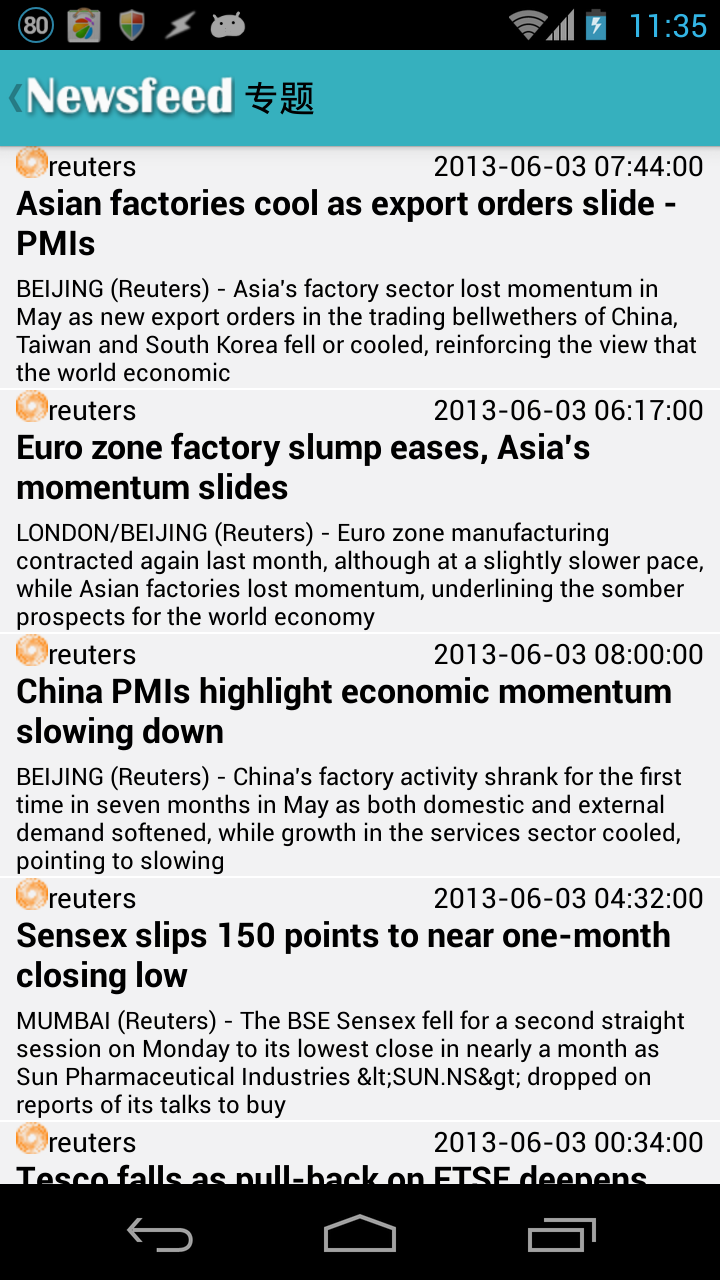 80 11:35
Newsfeed 专题
reuters 2013-06-03 07:44:00
Asian factories cool as export orders slide -
PMIs
BEIJING (Reuters) - Asia's factory sector lost momentum in
May as new export orders in the trading bellwethers of China,
Taiwan and South Korea fell or cooled, reinforcing the view that
the world economic
reuters 2013-06-03 06:17:00
Euro zone factory slump eases, Asia's
momentum slides
LONDON/BEIJING (Reuters) - Euro zone manufacturing
contracted again last month, although at a slightly slower pace,
while Asian factories lost momentum, underlining the somber
prospects for the world economy
reuters 2013-06-03 08:00:00
China PMIs highlight economic momentum
slowing down
BEIJING (Reuters) - China's factory activity shrank for the first
time in seven months in May as both domestic and external
demand softened, while growth in the services sector cooled,
pointing to slowing
reuters 2013-06-03 04:32:00
Sensex slips 150 points to near one-month
closing low
MUMBAI (Reuters) - The BSE Sensex fell for a second straight
session on Monday to its lowest close in nearly a month as
Sun Pharmaceutical Industries &lt;SUN.NS&gt; dropped on
reports of its talks to buy
reuters 2013-06-03 00:34:00
Tesco falls as pull-back on FTSE deepens